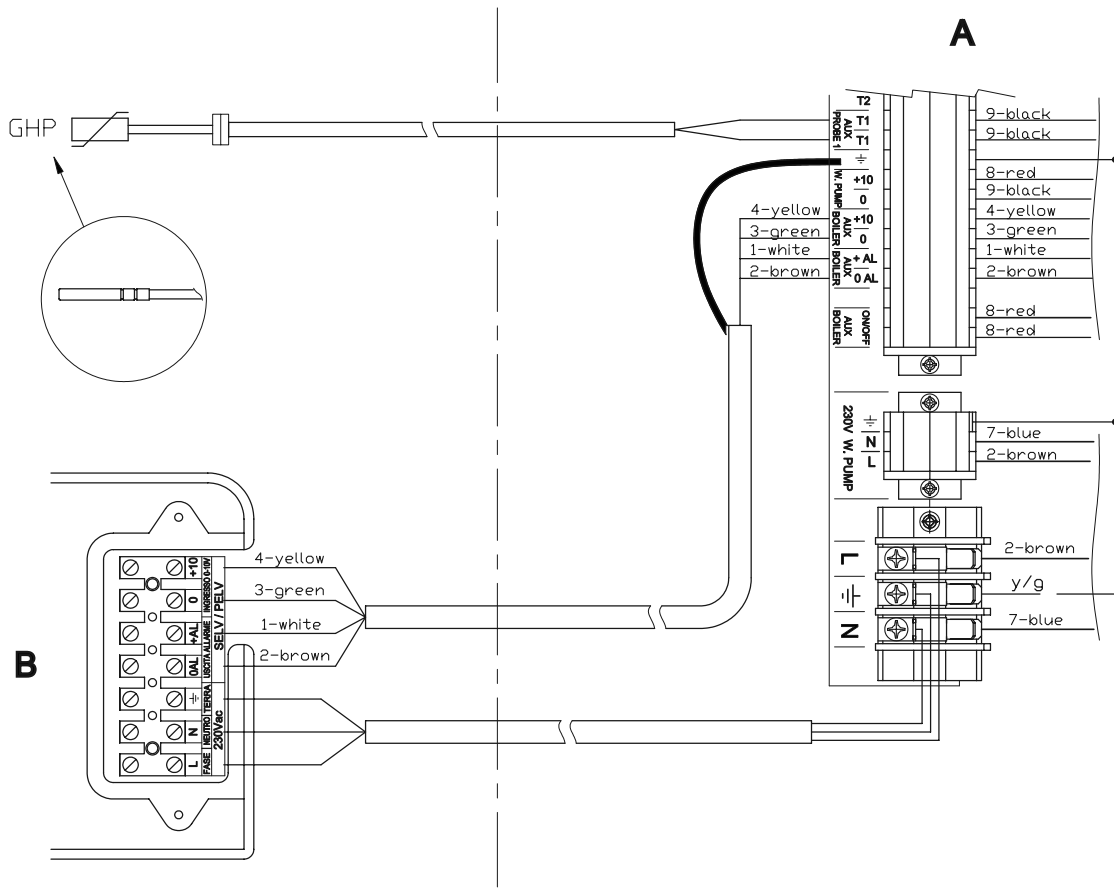 A
GHP
T2
T1
T1
AUX
PROBE 1
⏚
+10
0
W. PUMP
+10
0
AUX
BOILER
+ AL
0 AL
AUX
BOILER
ON/OFF
AUX
BOILER
9-black
9-black
8-red
9-black
4-yellow
3-green
1-white
2-brown
8-red
8-red
4-yellow
3-green
1-white
2-brown
230V W. PUMP
⏚
N
L
7-blue
2-brown
L
⏚
N
2-brown
y/g
7-blue
B
4-yellow
3-green
1-white
2-brown
+10
0
+AL
0AL
⏚
N
L
INGRESSO 0-10V
USCITA ALLARME
TERRA
NEUTRO
FASE
SELV / PELV
230Vac